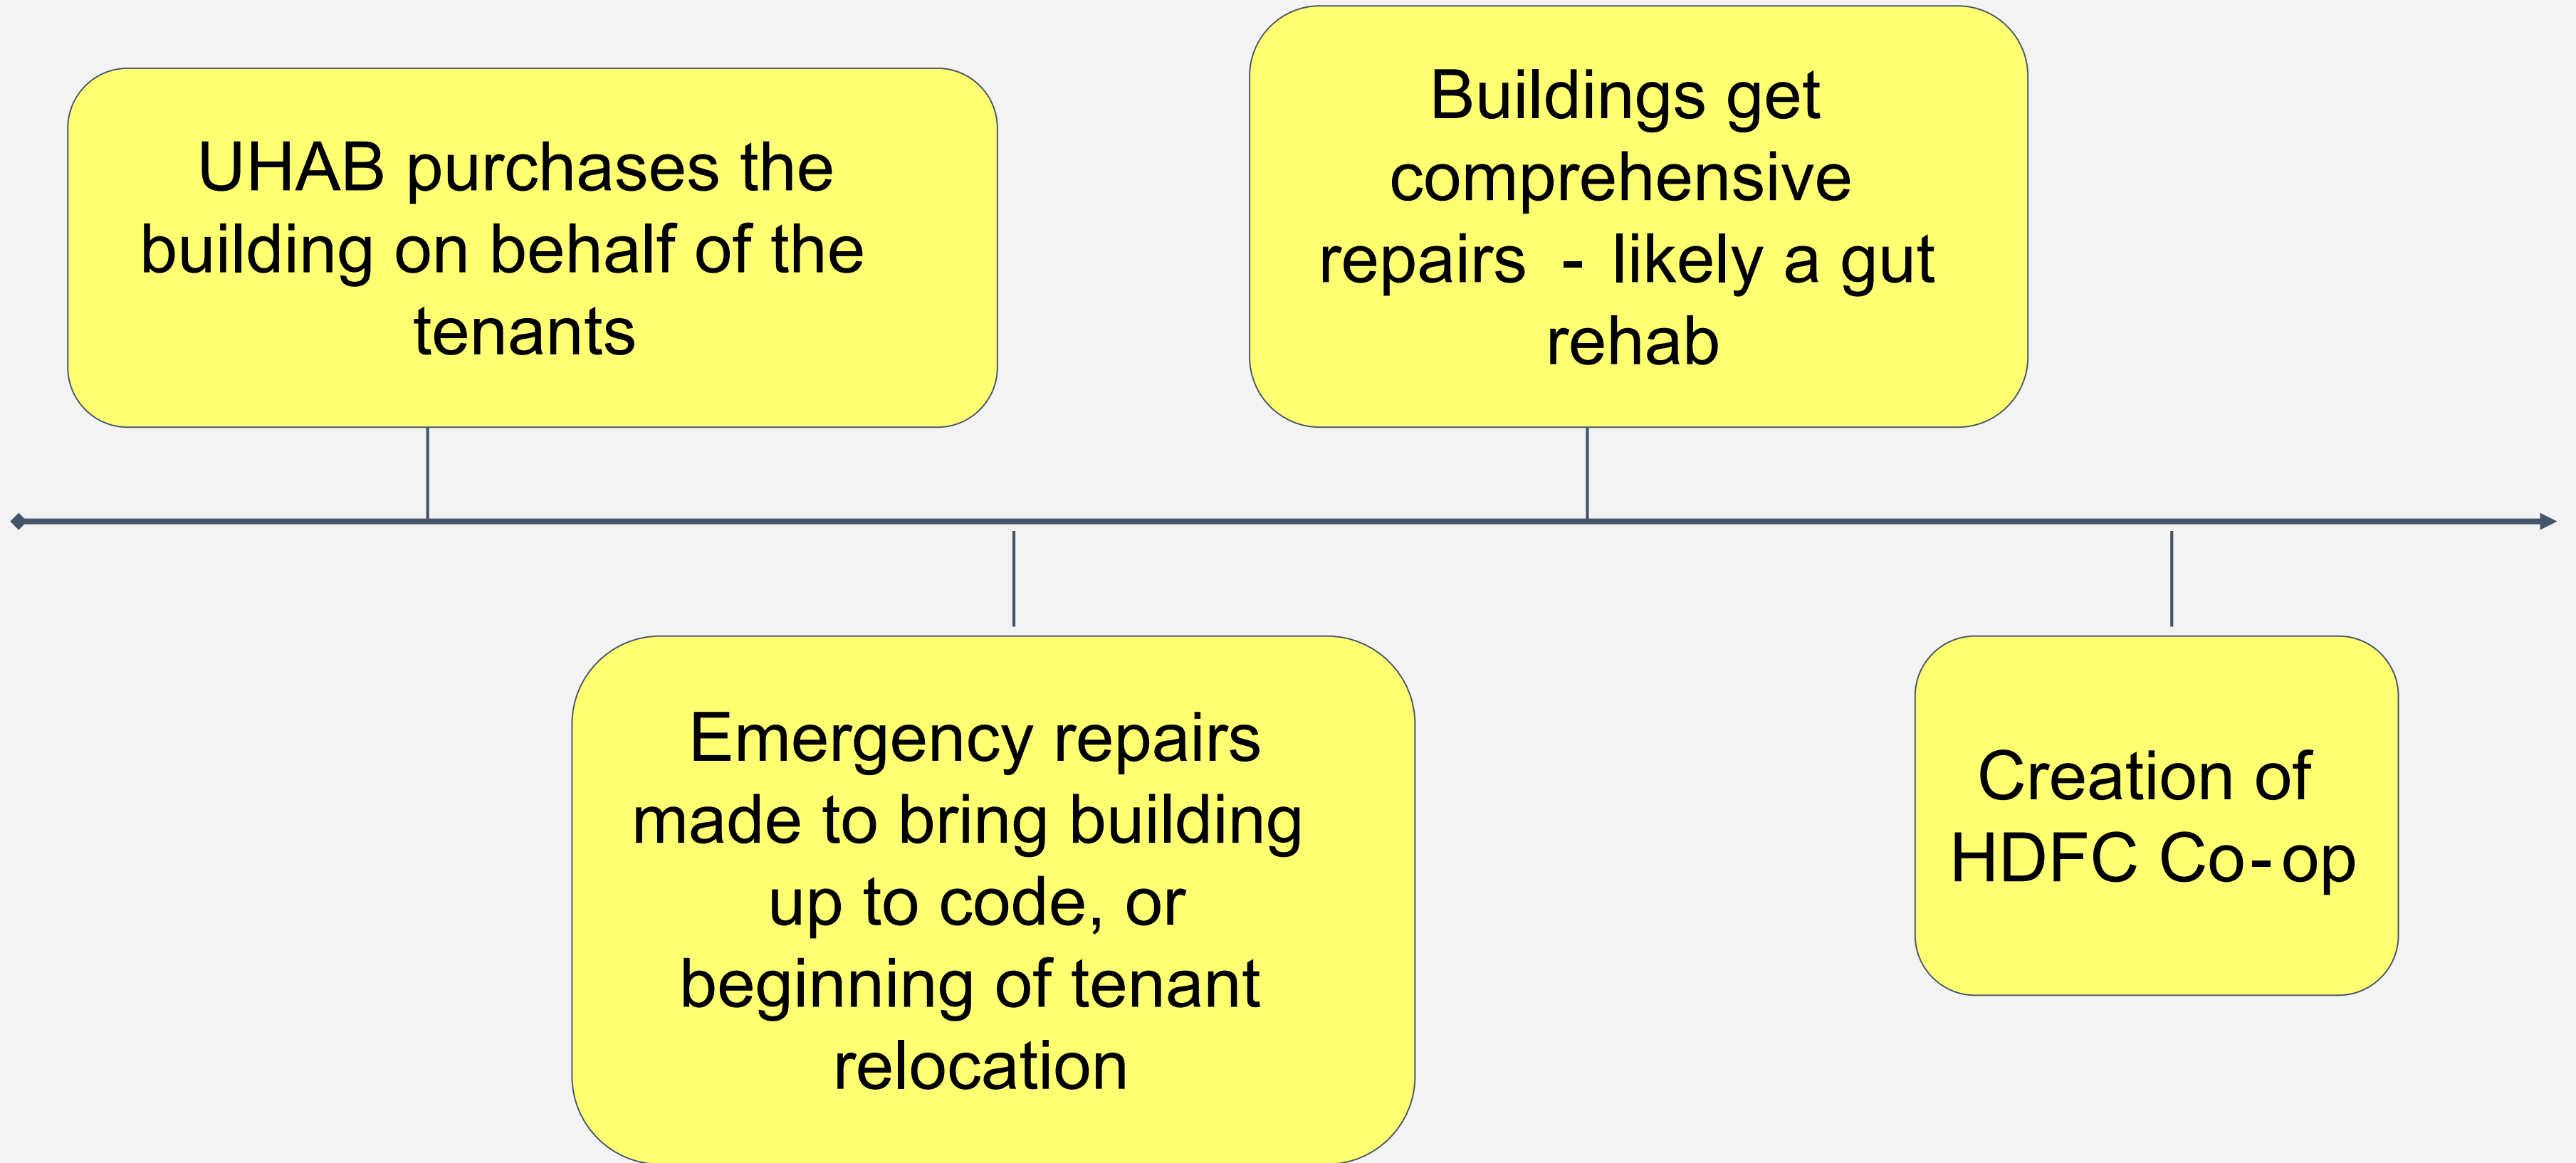 UHAB purchases the
building on behalf of the
tenants
Emergency repairs
made to bring building
up to code, or
beginning of tenant
relocation
Buildings get
comprehensive
repairs - likely a gut
rehab
Creation of
HDFC Co-op